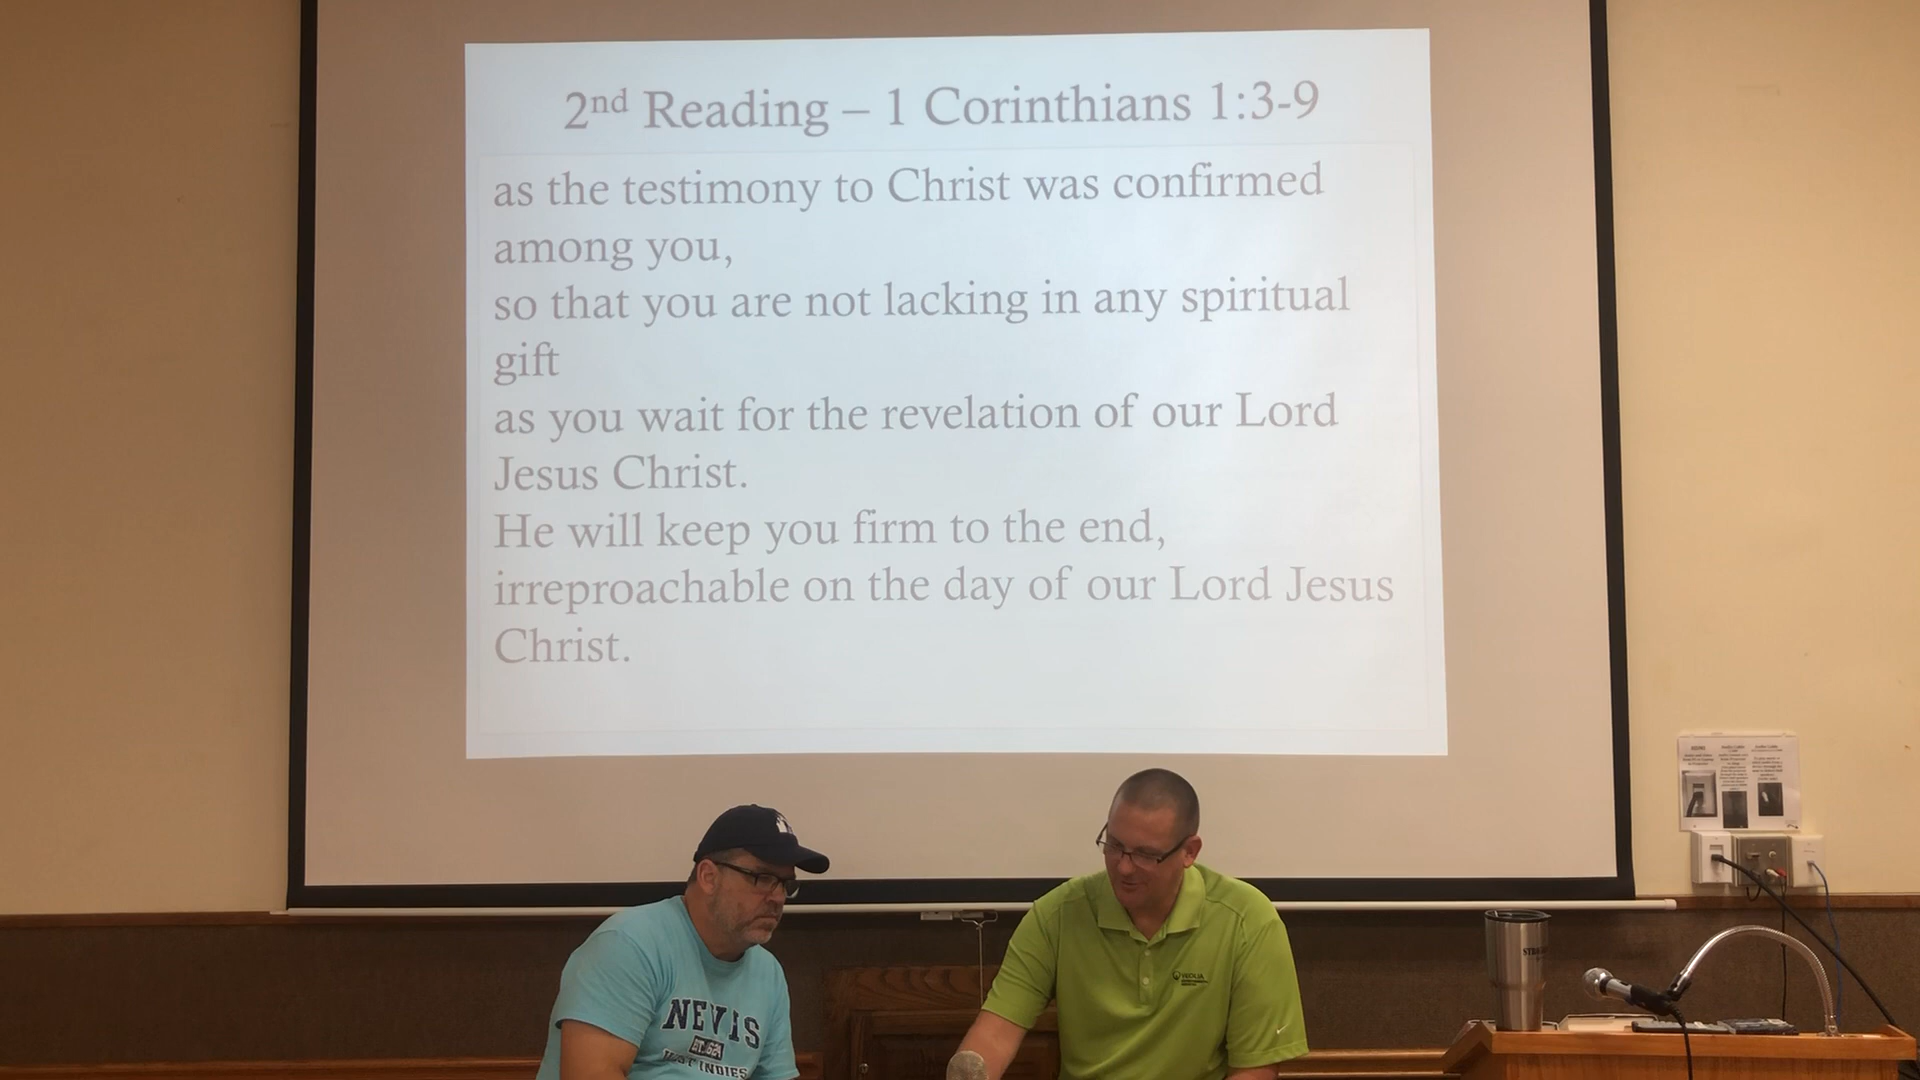 2nd Reading – 1 Corinthians 1:3-9
as the testimony to Christ was confirmed
among you,
so that you are not lacking in any spiritual
gift
as you wait for the revelation of our Lord
Jesus Christ.
He will keep you firm to the end,
irreproachable on the day of our Lord Jesus
Christ.
NEVIS
INDIES
VEOLIA